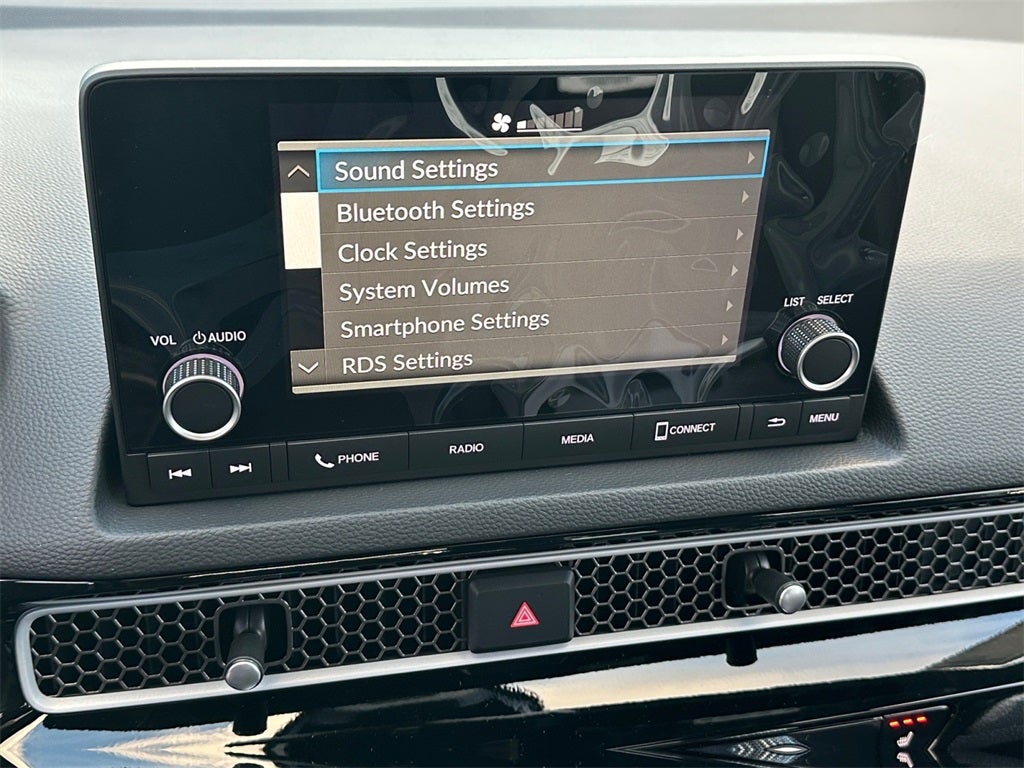 Sound Settings
Bluetooth Settings
Clock Settings
System Volumes
Smartphone Settings
RDS Settings
VOL AUDIO
LIST SELECT
PHONE RADIO MEDIA CONNECT MENU